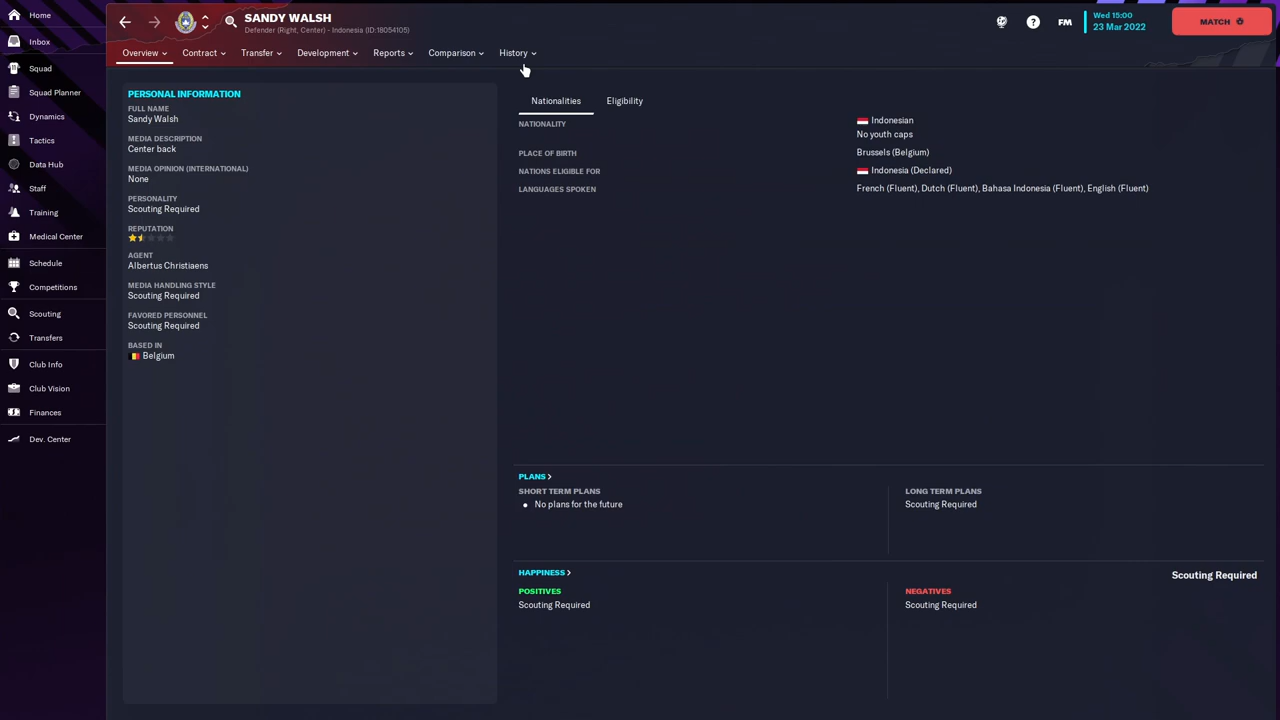 Home
Inbox
Squad
Squad Planner
Dynamics
Tactics
Data Hub
Staff
Training
Medical Center
Schedule
Competitions
Scouting
Transfers
Club Info
Club Vision
Finances
Dev. Center
SANDY WALSH
Defender (Right, Center) - Indonesia (ID:18054105)
FM
Wed 15:00
23 Mar 2022
MATCH
Overview Contract Transfer Development Reports Comparison History
PERSONAL INFORMATION
FULL NAME
Sandy Walsh
MEDIA DESCRIPTION
Center back
MEDIA OPINION (INTERNATIONAL)
None
PERSONALITY
Scouting Required
REPUTATION
AGENT
Albertus Christiaens
MEDIA HANDLING STYLE
Scouting Required
FAVORED PERSONNEL
Scouting Required
BASED IN
Belgium
Nationalities Eligibility
NATIONALITY Indonesian
No youth caps
PLACE OF BIRTH Brussels (Belgium)
NATIONS ELIGIBLE FOR Indonesia (Declared)
LANGUAGES SPOKEN French (Fluent), Dutch (Fluent), Bahasa Indonesia (Fluent), English (Fluent)
PLANS >
SHORT TERM PLANS
No plans for the future
LONG TERM PLANS
Scouting Required
HAPPINESS >
Scouting Required
POSITIVES
Scouting Required
NEGATIVES
Scouting Required